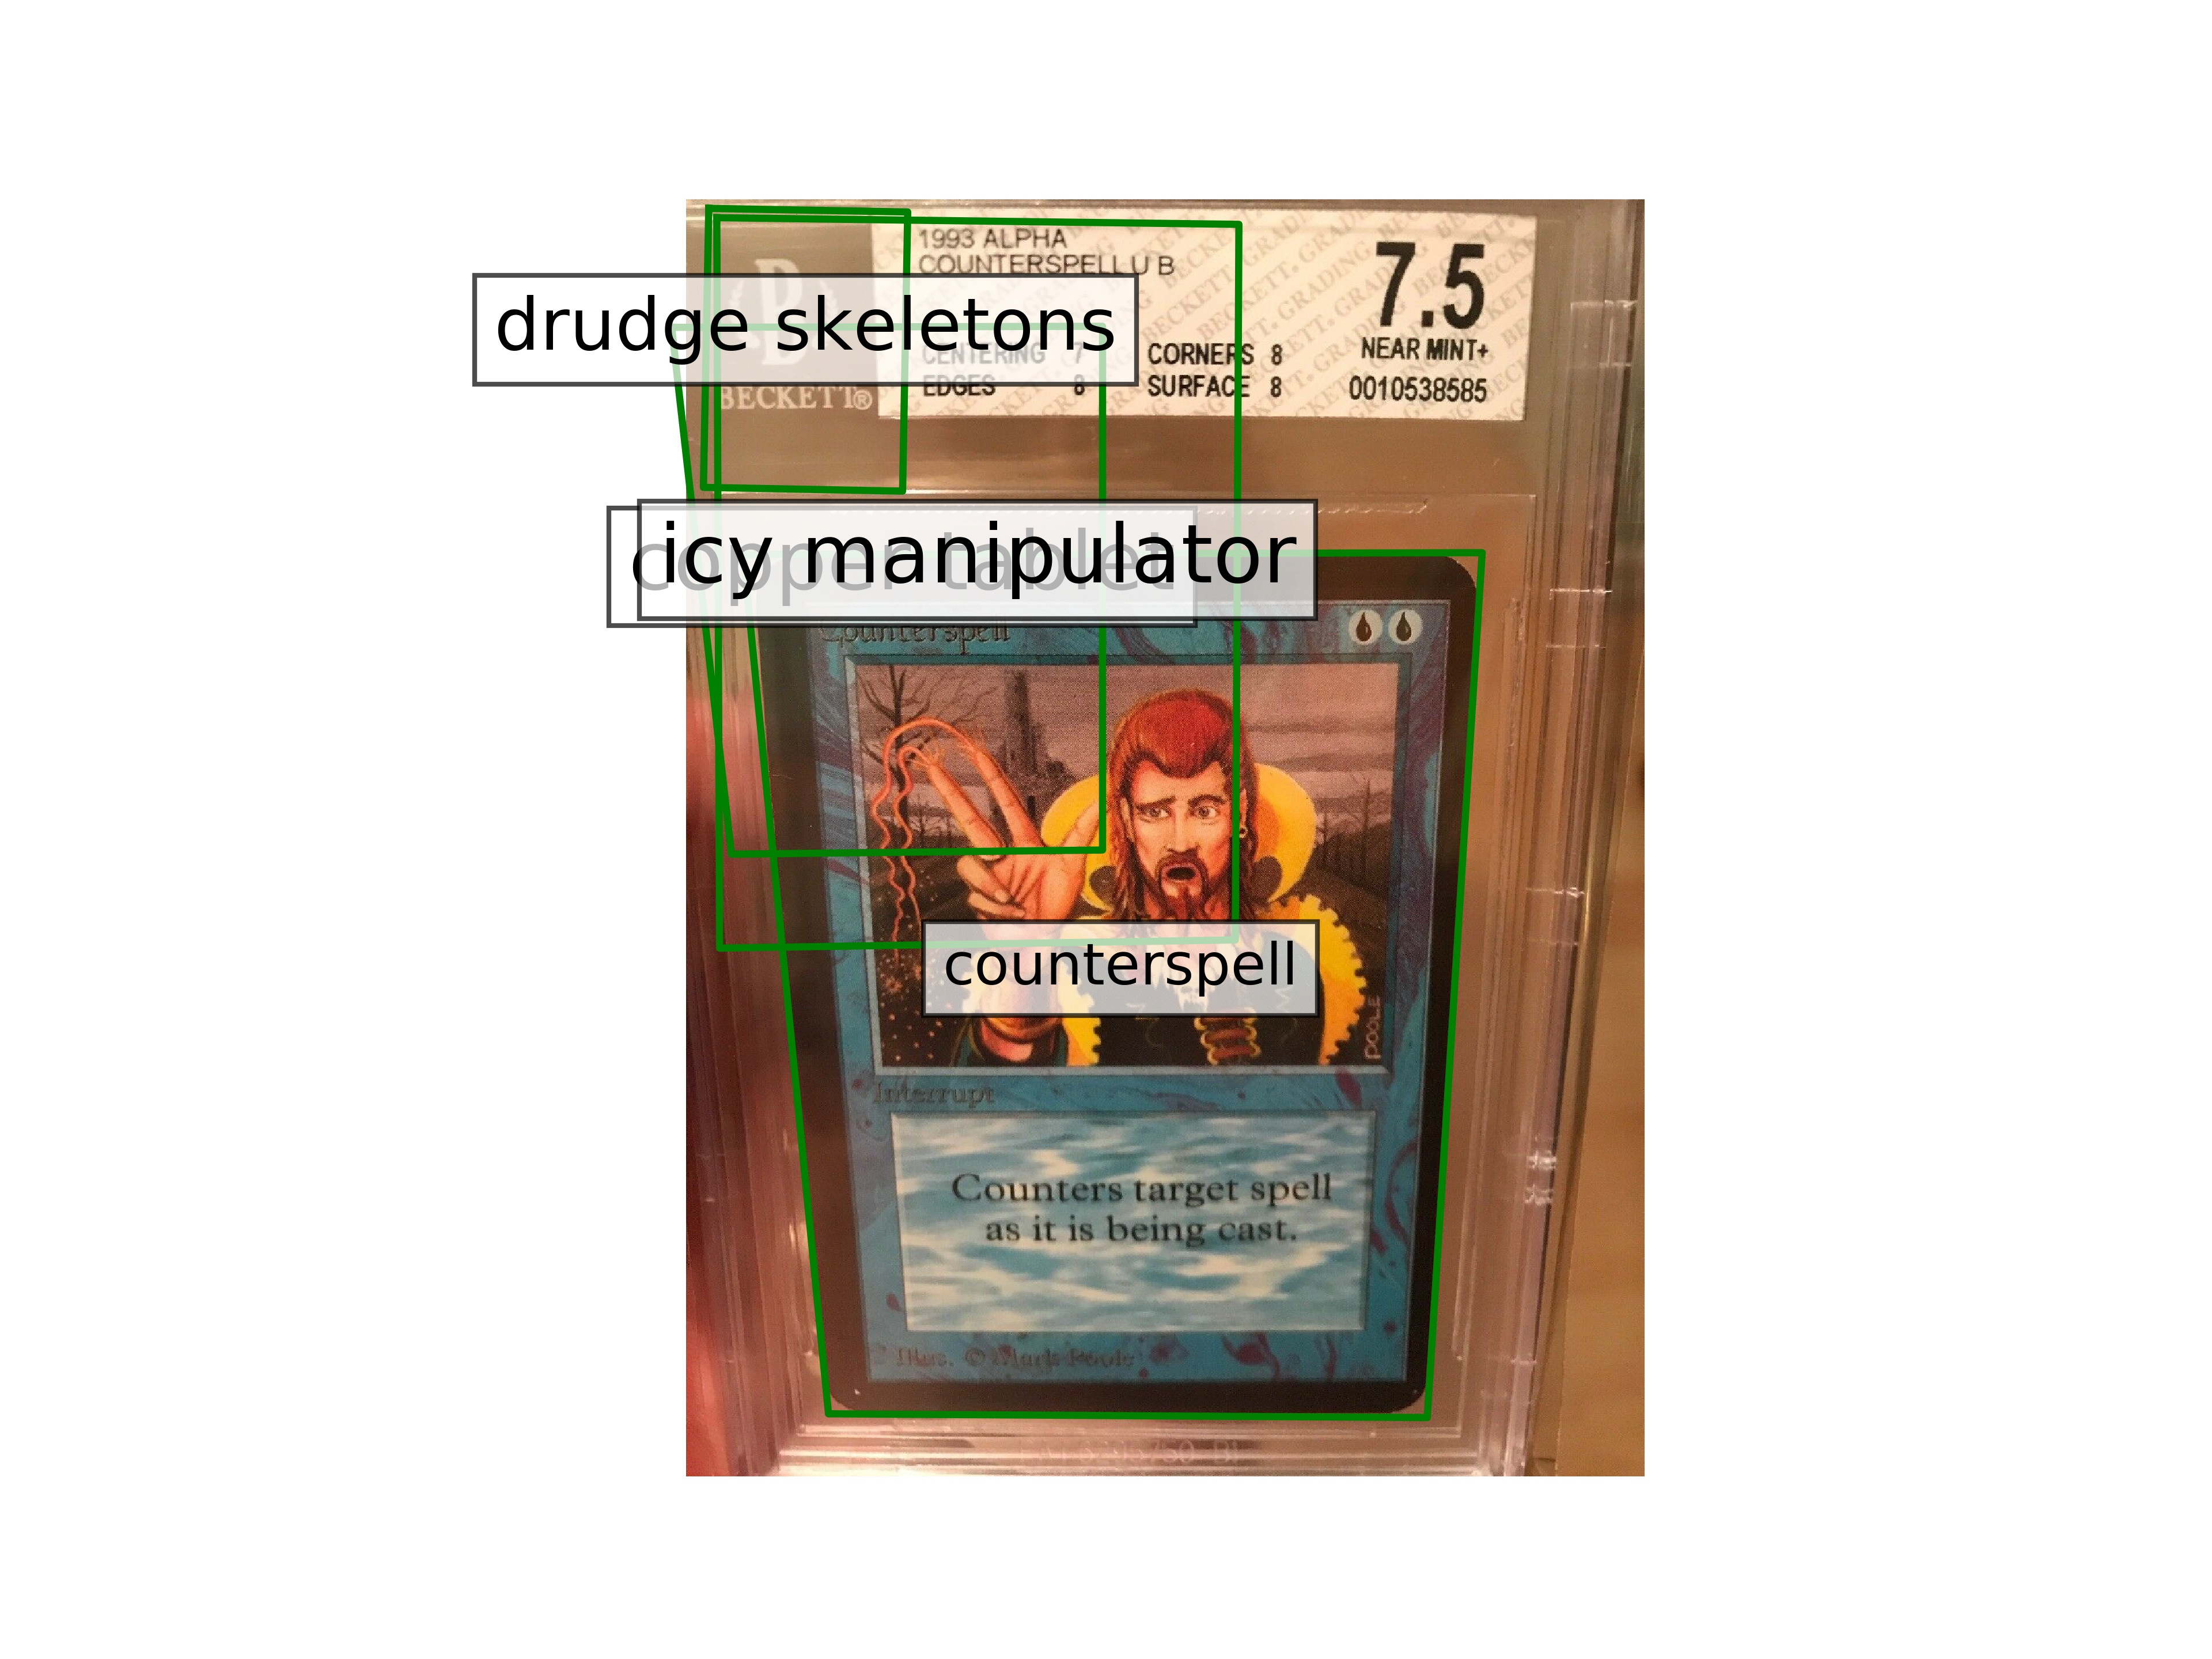 1993 ALPHA
COUNTERSPELL U B
7.5
drudge skeletons
CENTERING 7
CORNERS 8
NEAR MINT+
EDGES 8
SURFACE 8
0010538585
BECKETT®
icy manipulator
copper tablet
Counterspell
counterspell
POOLE
Interrupt
Counters target spell
as it is being cast.
Illus. © Mark Poole